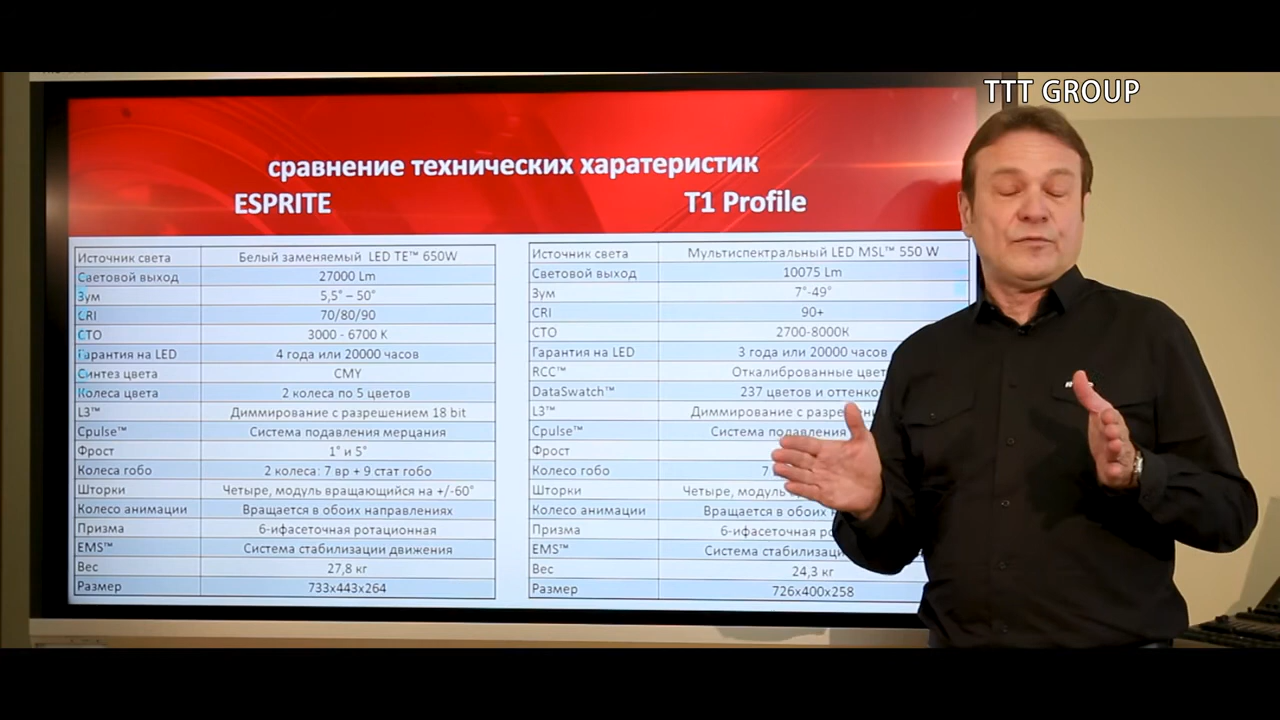 TTT GROUP
сравнение технических харатеристик
ESPRITE
T1 Profile
Источник света Белый заменяемый LED TE™ 650W
Световой выход 27000 Lm
Зум 5,5° – 50°
CRI 70/80/90
CTO 3000 - 6700 K
Гарантия на LED 4 года или 20000 часов
Синтез цвета CMY
Колеса цвета 2 колеса по 5 цветов
L3™ Диммирование с разрешением 18 bit
Cpulse™ Система подавления мерцания
Фрост 1° и 5°
Колеса гобо 2 колеса: 7 вр + 9 стат гобо
Шторки Четыре, модуль вращающийся на +/-60°
Колесо анимации Вращается в обоих направлениях
Призма 6-ифасеточная ротационная
EMS™ Система стабилизации движения
Вес 27,8 кг
Размер 733x443x264
Источник света Мультиспектральный LED MSL™ 550 W
Световой выход 10075 Lm
Зум 7°-49°
CRI 90+
CTO 2700-8000К
Гарантия на LED 3 года или 20000 часов
RCC™ Откалиброванные
DataSwatch™ 237 цветов и
L3™ Диммирование с
Cpulse™ Система подавления
Фрост
Колесо гобо 7
Шторки Четыре, модуль
Колесо анимации Вращается в обоих
Призма 6-ифасеточная
EMS™ Система
Вес 24,3 кг
Размер 726x400x258